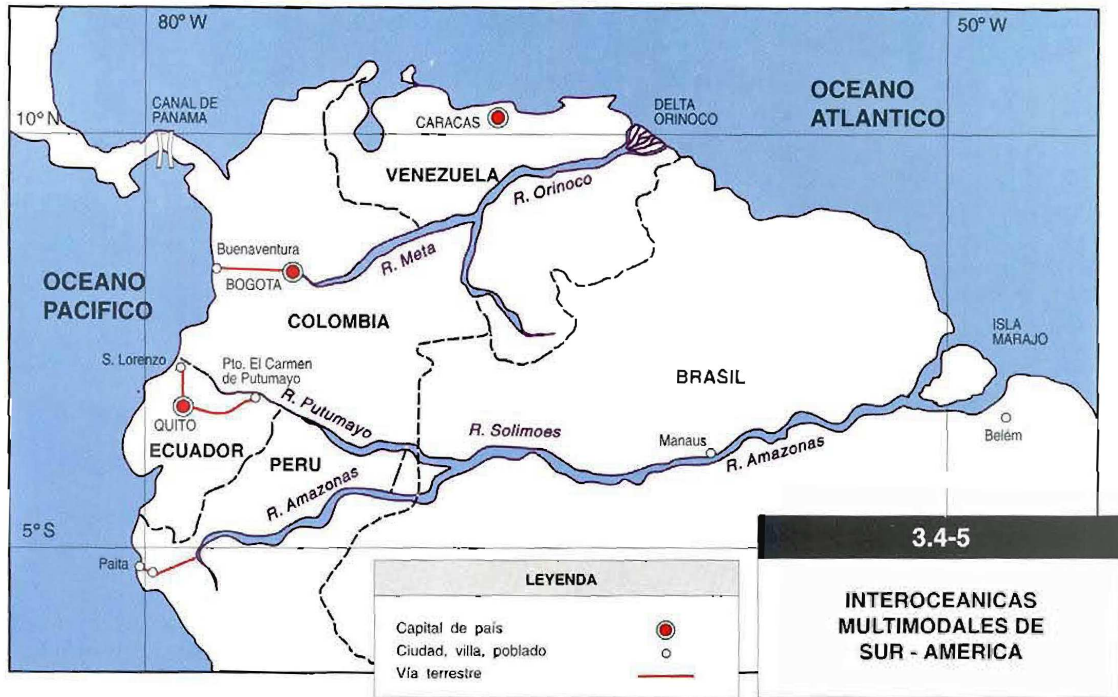 80° W
50° W
CANAL DE
PANAMA
OCEANO
ATLANTICO
DELTA
ORINOCO
CARACAS
10° N
VENEZUELA
R. Orinoco
Buenaventura
R. Meta
BOGOTA
OCEANO
PACIFICO
COLOMBIA
ISLA
MARAJO
S. Lorenzo
Pto. El Carmen
de Putumayo
BRASIL
R. Putumayo
QUITO
R. Solimoes
Manaus
Belém
ECUADOR
PERU
R. Amazonas
R. Amazonas
5° S
Paita
LEYENDA
Capital de país
Ciudad, villa, poblado
Vía terrestre
3.4-5
INTEROCEANICAS
MULTIMODALES DE
SUR - AMERICA